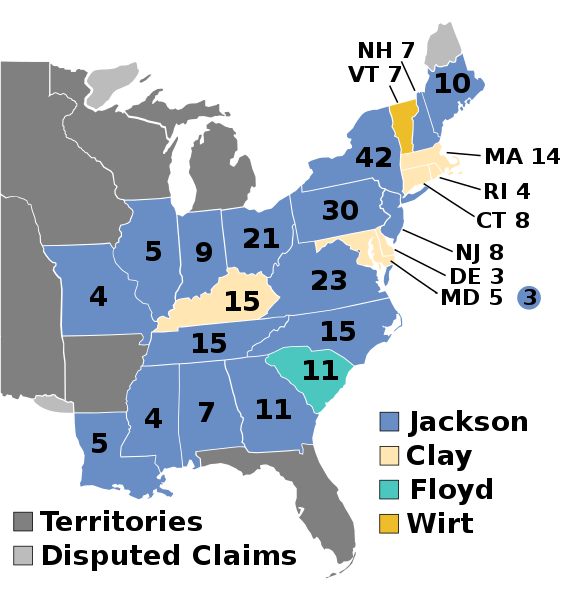 NH 7
VT 7
10
42
MA 14
RI 4
CT 8
30
21
5
9
NJ 8
DE 3
23
MD 5 3
4
15
15
15
11
4
7
11
5
Jackson
Clay
Floyd
Wirt
Territories
Disputed Claims